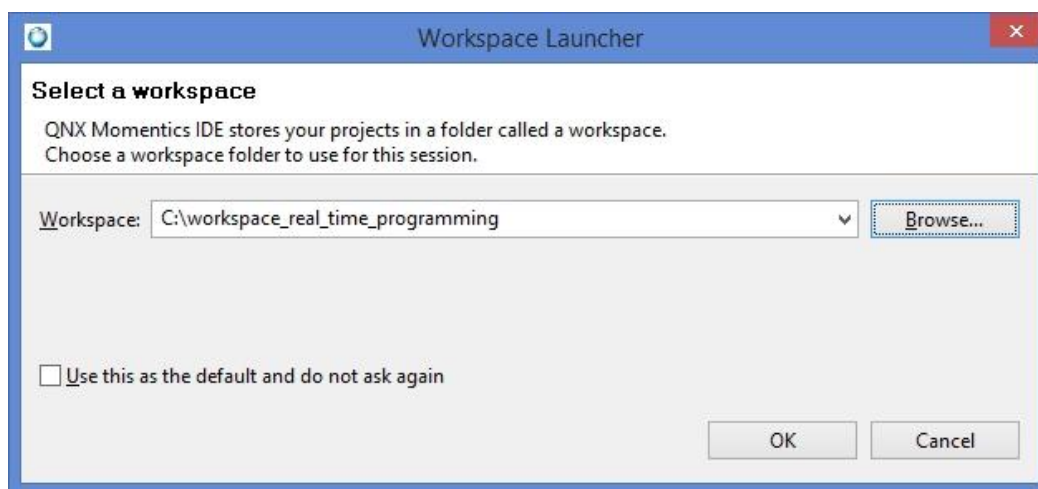 Workspace Launcher
Select a workspace
QNX Momentics IDE stores your projects in a folder called a workspace.
Choose a workspace folder to use for this session.
Workspace: C:\workspace_real_time_programming Browse...
Use this as the default and do not ask again
OK Cancel